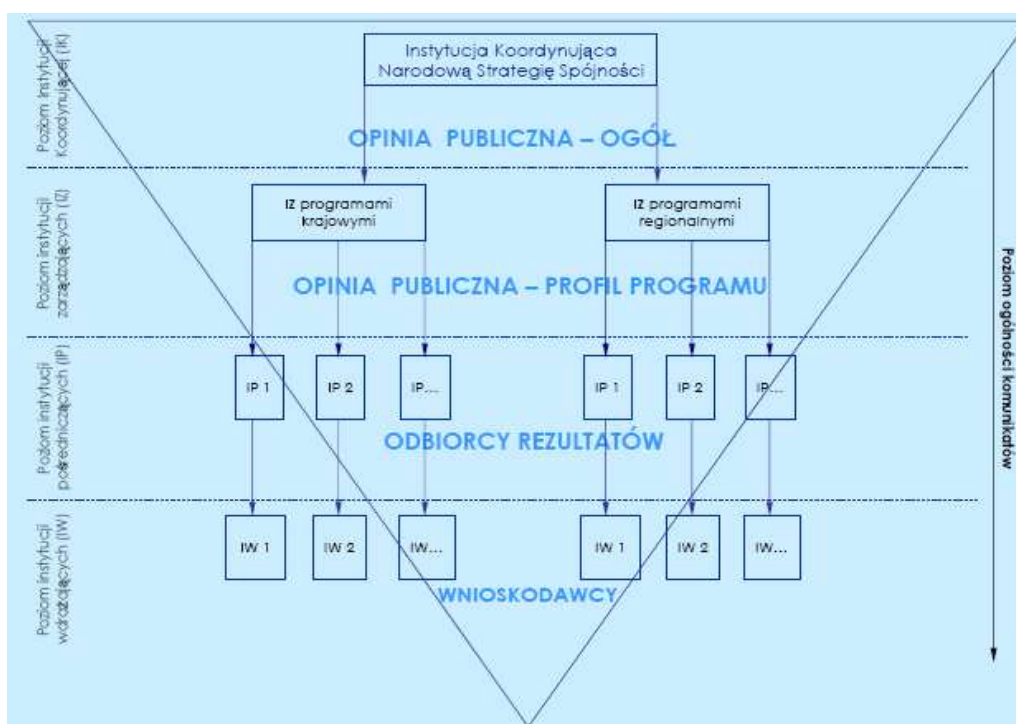 Poziom Instytucji
Koordynującej (IK)
Instytucja Koordynująca
Narodową Strategię Spójności
OPINIA PUBLICZNA – OGÓŁ
Poziom instytucji
zarządzających (IZ)
IZ programami
krajowymi
IZ programami
regionalnymi
OPINIA PUBLICZNA – PROFIL PROGRAMU
Poziom instytucji
pośredniczących (IP)
IP 1
IP 2
IP...
IP 1
IP 2
IP...
ODBIORCY REZULTATÓW
Poziom instytucji
wdrażających (IW)
IW 1
IW 2
IW...
IW 1
IW 2
IW...
WNIOSKODAWCY
Poziom ogólności komunikatów